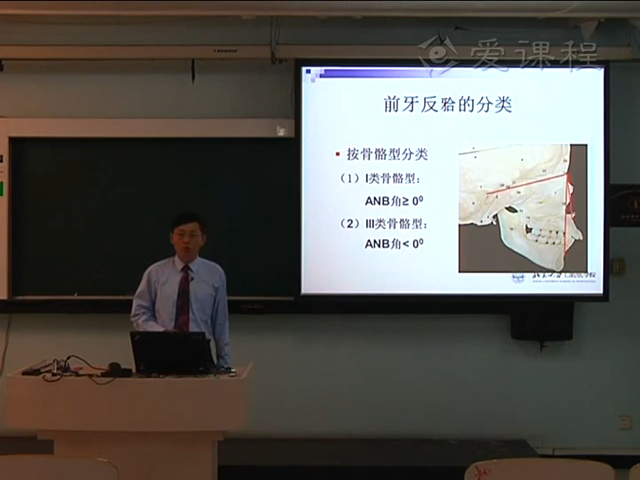 爱课程
前牙反𬌗的分类
按骨骼型分类
（1）I类骨骼型：
ANB角≥ 0⁰
（2）III类骨骼型：
ANB角< 0⁰